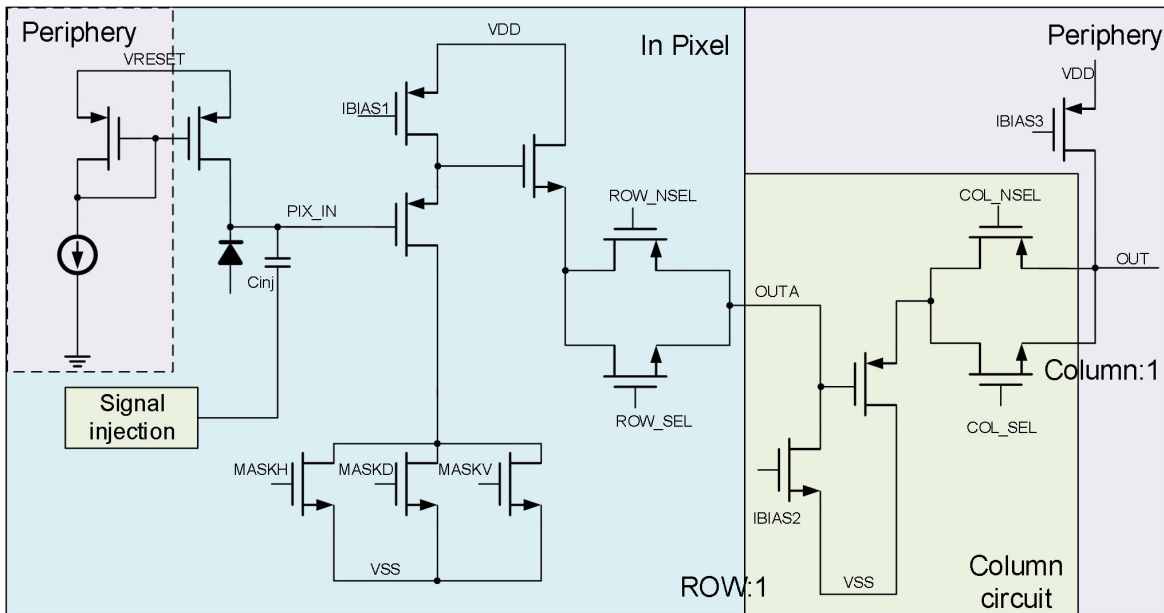 Periphery
VRESET
VDD
In Pixel
Periphery
VDD
IBIAS1
IBIAS3
ROW_NSEL
COL_NSEL
PIX_IN
Cinj
OUTA
OUT
Signal
injection
ROW_SEL
Column:1
COL_SEL
MASKH
MASKD
MASKV
IBIAS2
VSS
VSS
ROW:1
Column
circuit